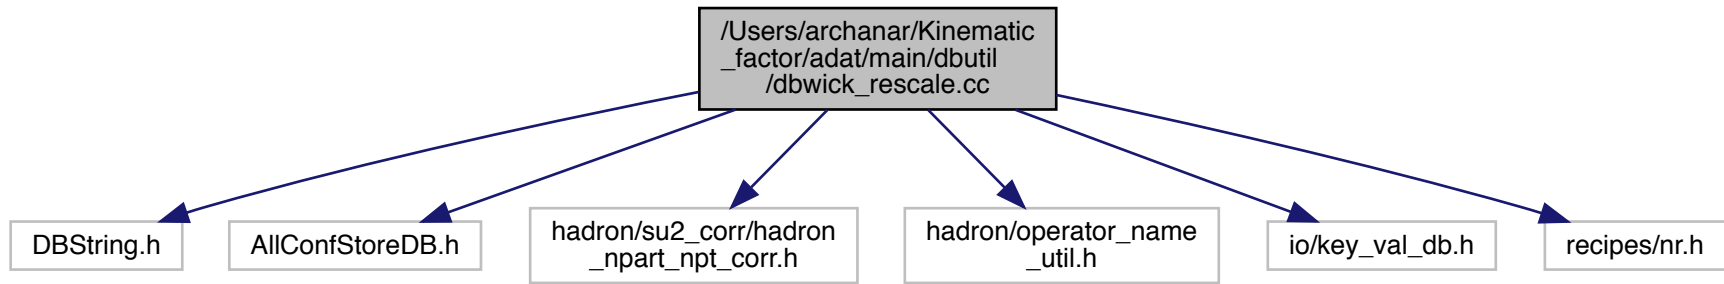 /Users/archanar/Kinematic
_factor/adat/main/dbutil
/dbwick_rescale.cc
DBString.h
AllConfStoreDB.h
hadron/su2_corr/hadron
_npart_npt_corr.h
hadron/operator_name
_util.h
io/key_val_db.h
recipes/nr.h